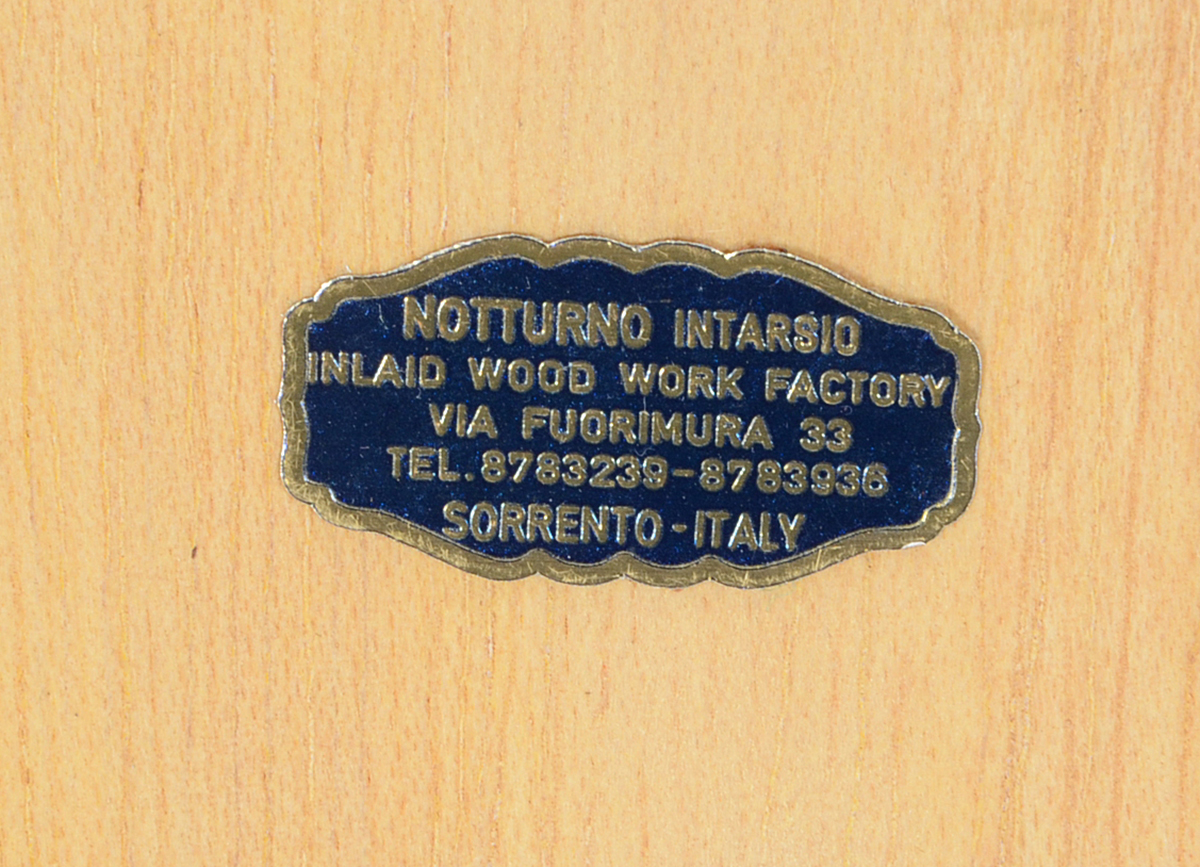 NOTTURNO INTARSIO
INLAID WOOD WORK FACTORY
VIA FUORIMURA 33
TEL.8783239-8783936
SORRENTO-ITALY